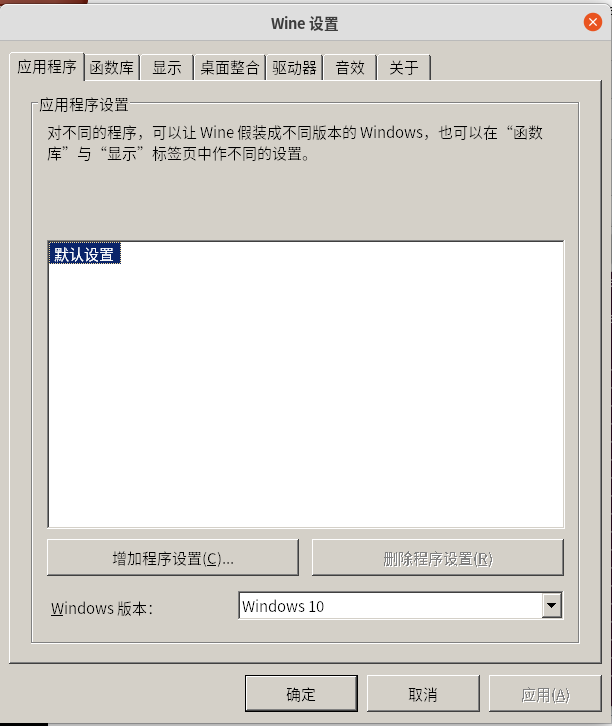 Wine 设置
应用程序 函数库 显示 桌面整合 驱动器 音效 关于
应用程序设置
对不同的程序，可以让 Wine 假装成不同版本的 Windows，也可以在“函数
库”与“显示”标签页中作不同的设置。
默认设置
增加程序设置(C)... 删除程序设置(R)
Windows 版本： Windows 10
确定 取消 应用(A)